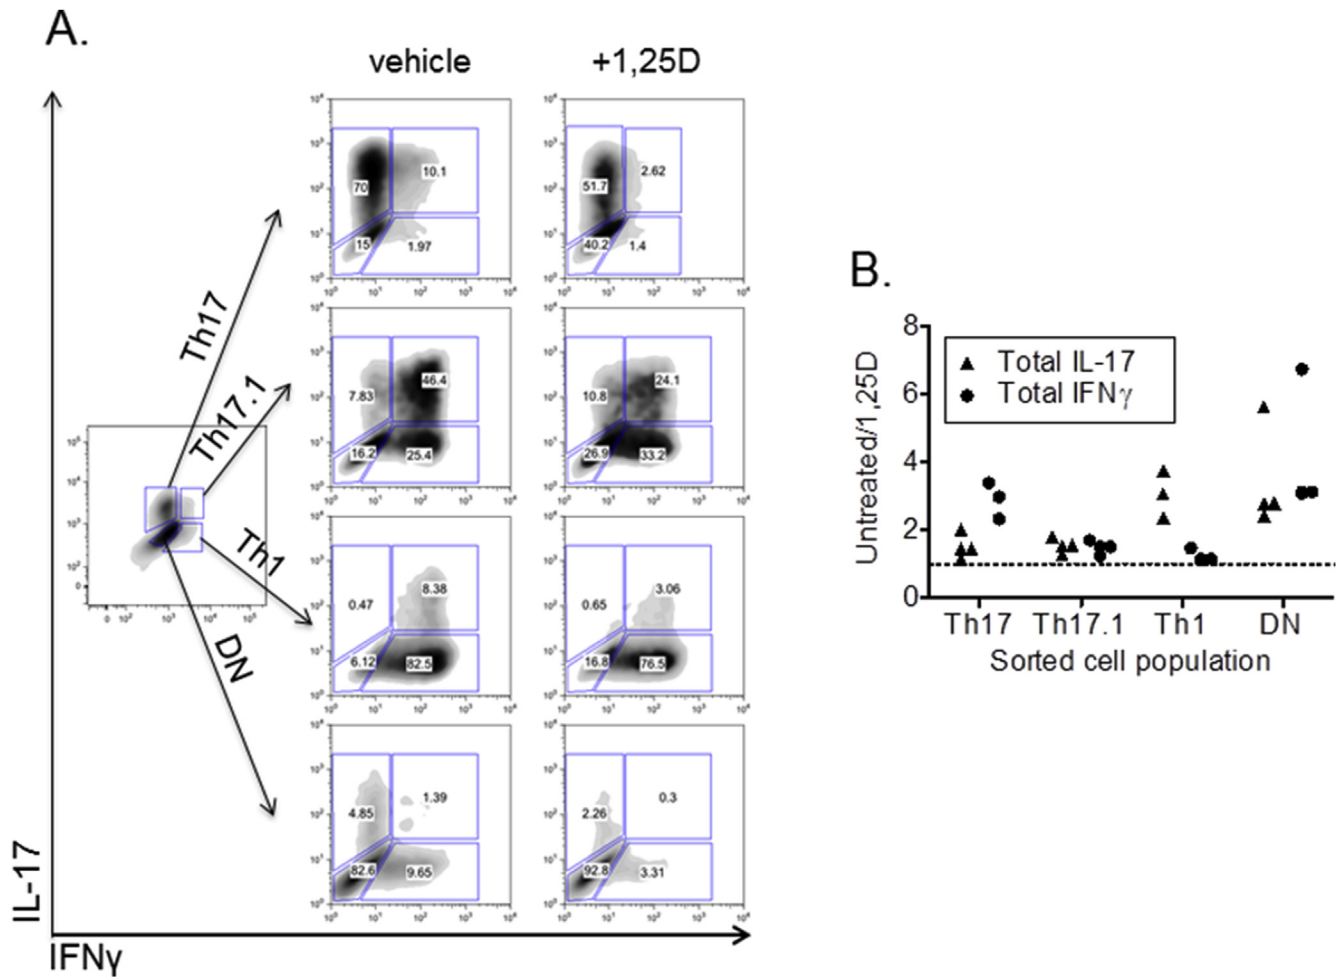 A.
vehicle
+1,25D
70
10.1
15
1.97
51.7
2.62
40.2
1.4
Th17
7.83
46.4
16.2
25.4
10.8
24.1
26.9
33.2
Th17.1
0.47
8.38
6.12
82.5
0.65
3.06
16.8
76.5
Th1
4.85
1.39
82.6
9.65
2.26
0.3
92.8
3.31
DN
IL-17
IFNγ
B.
8
6
4
2
0
Untreated/1,25D
Total IL-17
Total IFNγ
Th17 Th17.1 Th1 DN
Sorted cell population